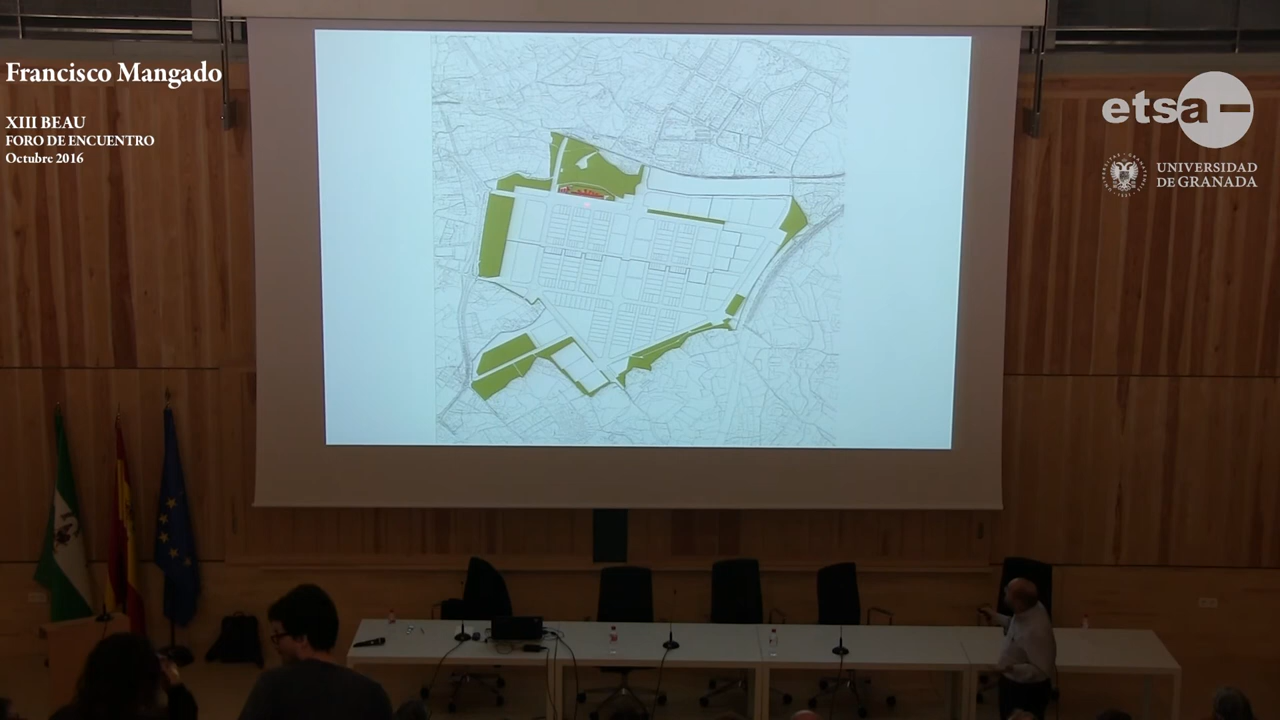 Francisco Mangado
XIII BEAU
FORO DE ENCUENTRO
Octubre 2016
etsa
UNIVERSIDAD
DE GRANADA